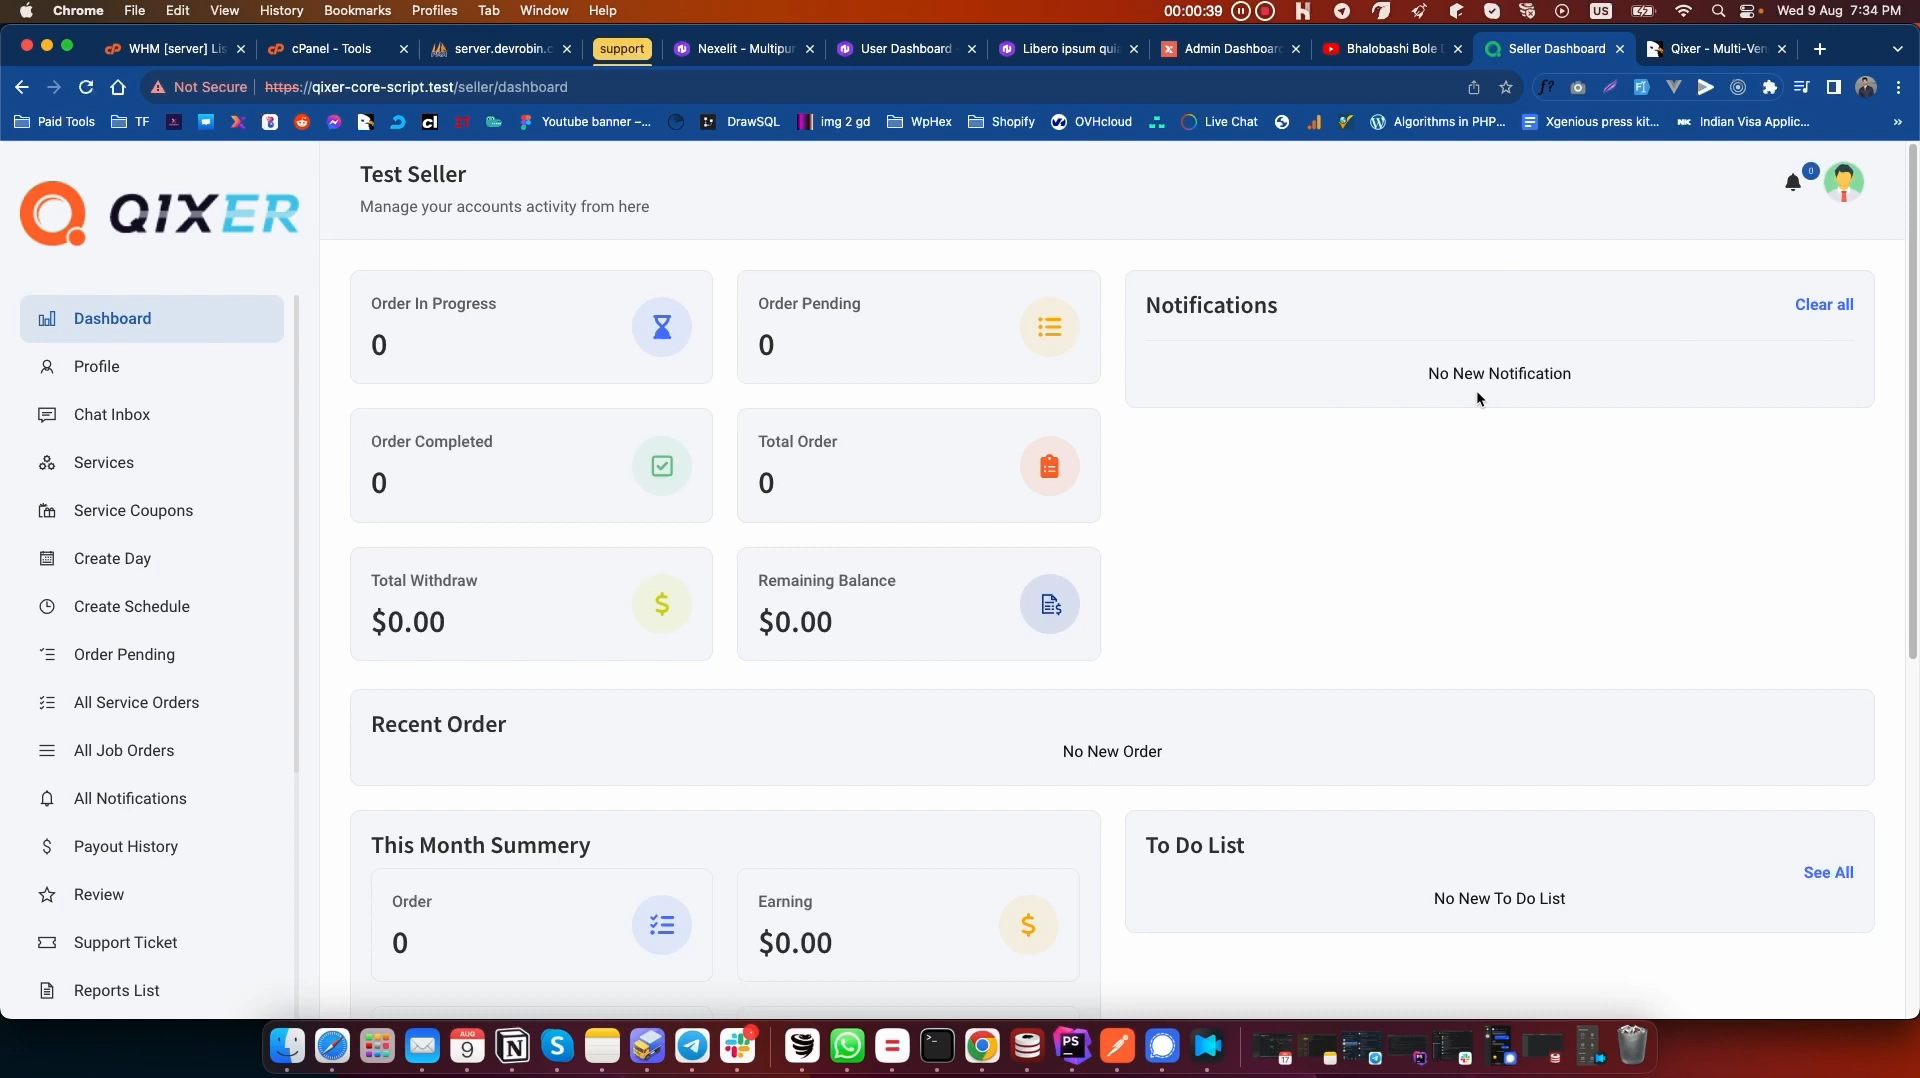 Chrome File Edit View History Bookmarks Profiles Tab Window Help 00:00:39 US Wed 9 Aug 7:34 PM
WHM [server] Lis cPanel - Tools server.devrobin.c support Nexelit - Multipur User Dashboard Libero ipsum quia Admin Dashboar Bhalobashi Bole Seller Dashboard Qixer - Multi-Ven
Not Secure https://qixer-core-script.test/seller/dashboard
Paid Tools TF Youtube banner –... DrawSQL img 2 gd WpHex Shopify OVHcloud Live Chat Algorithms in PHP... Xgenious press kit... Indian Visa Applic... »
QIXER
Test Seller
Manage your accounts activity from here
0
Dashboard
Profile
Chat Inbox
Services
Service Coupons
Create Day
Create Schedule
Order Pending
All Service Orders
All Job Orders
All Notifications
Payout History
Review
Support Ticket
Reports List
Order In Progress
0
Order Pending
0
Order Completed
0
Total Order
0
Total Withdraw
$0.00
Remaining Balance
$0.00
Notifications
Clear all
No New Notification
Recent Order
No New Order
This Month Summery
Order
0
Earning
$0.00
To Do List
See All
No New To Do List
AUG
9
PS
17